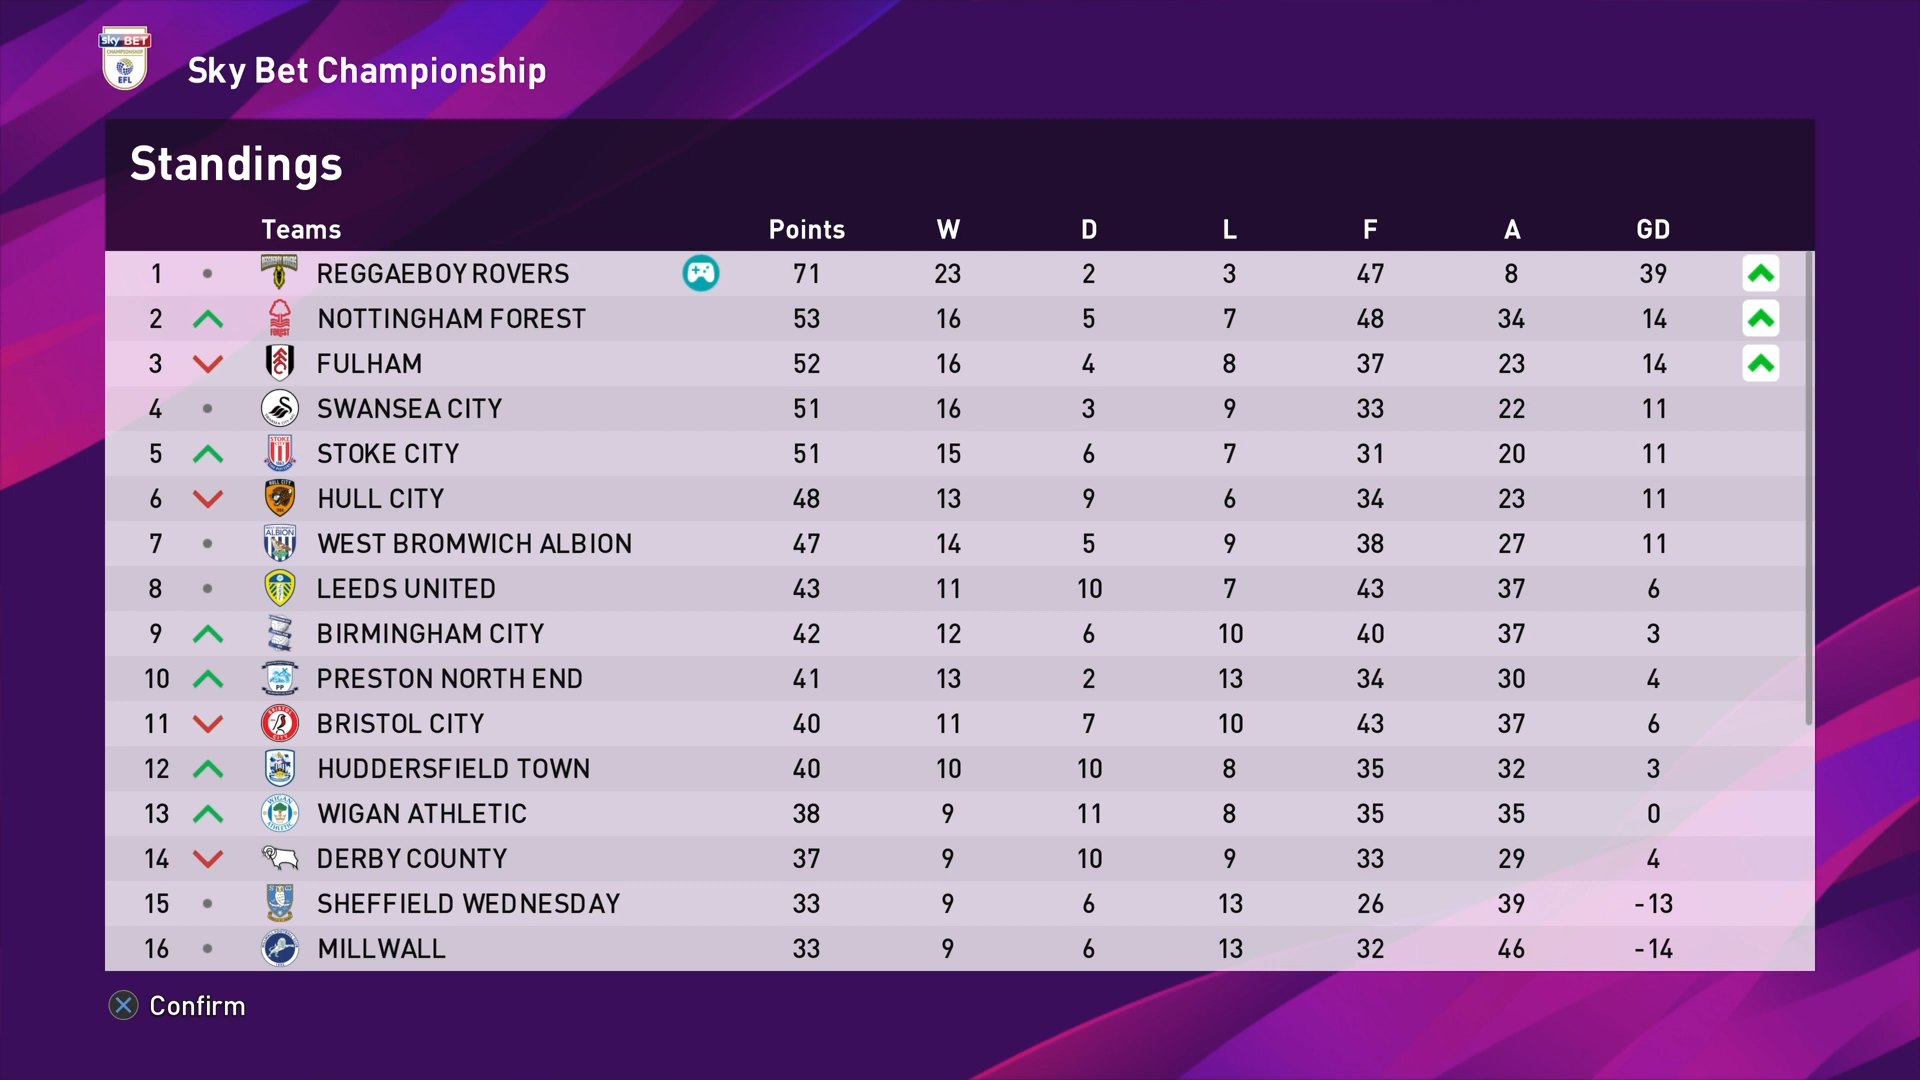 sky BET
CHAMPIONSHIP
EFL
Sky Bet Championship
Standings
Teams Points W D L F A GD
1 REGGAEBOY ROVERS 71 23 2 3 47 8 39
2 NOTTINGHAM FOREST 53 16 5 7 48 34 14
3 FULHAM 52 16 4 8 37 23 14
4 SWANSEA CITY 51 16 3 9 33 22 11
5 STOKE CITY 51 15 6 7 31 20 11
6 HULL CITY 48 13 9 6 34 23 11
7 WEST BROMWICH ALBION 47 14 5 9 38 27 11
8 LEEDS UNITED 43 11 10 7 43 37 6
9 BIRMINGHAM CITY 42 12 6 10 40 37 3
10 PRESTON NORTH END 41 13 2 13 34 30 4
11 BRISTOL CITY 40 11 7 10 43 37 6
12 HUDDERSFIELD TOWN 40 10 10 8 35 32 3
13 WIGAN ATHLETIC 38 9 11 8 35 35 0
14 DERBY COUNTY 37 9 10 9 33 29 4
15 SHEFFIELD WEDNESDAY 33 9 6 13 26 39 -13
16 MILLWALL 33 9 6 13 32 46 -14
Confirm